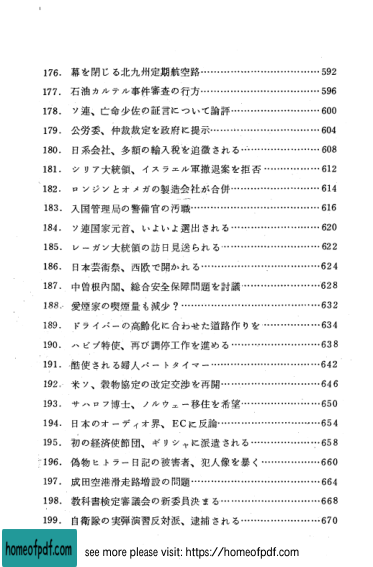 176. 幕を閉じる北九州定期航空路……………………………592
177. 石油カルテル事件審査の行方……………………………596
178. ソ連、亡命少佐の証言について論評……………………600
179. 公労委、仲裁裁定を政府に提示…………………………604
180. 日系会社、多額の輸入税を追徴される…………………608
181. シリア大統領、イスラエル軍撤退案を拒否……………612
182. ロンジンとオメガの製造会社が合併……………………614
183. 入国管理局の警備官の汚職………………………………616
184. ソ連国家元首、いよいよ選出される……………………620
185. レーガン大統領の訪日見送られる………………………622
186. 日本芸術祭、西欧で開かれる……………………………624
187. 中曽根内閣、総合安全保障問題を討議…………………628
188. 愛煙家の喫煙量も減少？…………………………………632
189. ドライバーの高齢化に合わせた道路作りを……………634
190. ハビブ特使、再び調停工作を進める……………………638
191. 酷使される婦人パートタイマー…………………………642
192. 米ソ、穀物協定の改定交渉を再開………………………646
193. サハロフ博士、ノルウェー移住を希望…………………650
194. 日本のオーディオ界、ECに反論…………………………654
195. 初の経済使節団、ギリシャに派遣される………………658
196. 偽物ヒトラー日記の被害者、犯人像を暴く……………660
197. 成田空港滑走路増設の問題………………………………664
198. 教科書検定審議会の新委員決まる………………………668
199. 自衛隊の実弾演習反対派、逮捕される…………………670
homeofpdf.com see more please visit: https://homeofpdf.com